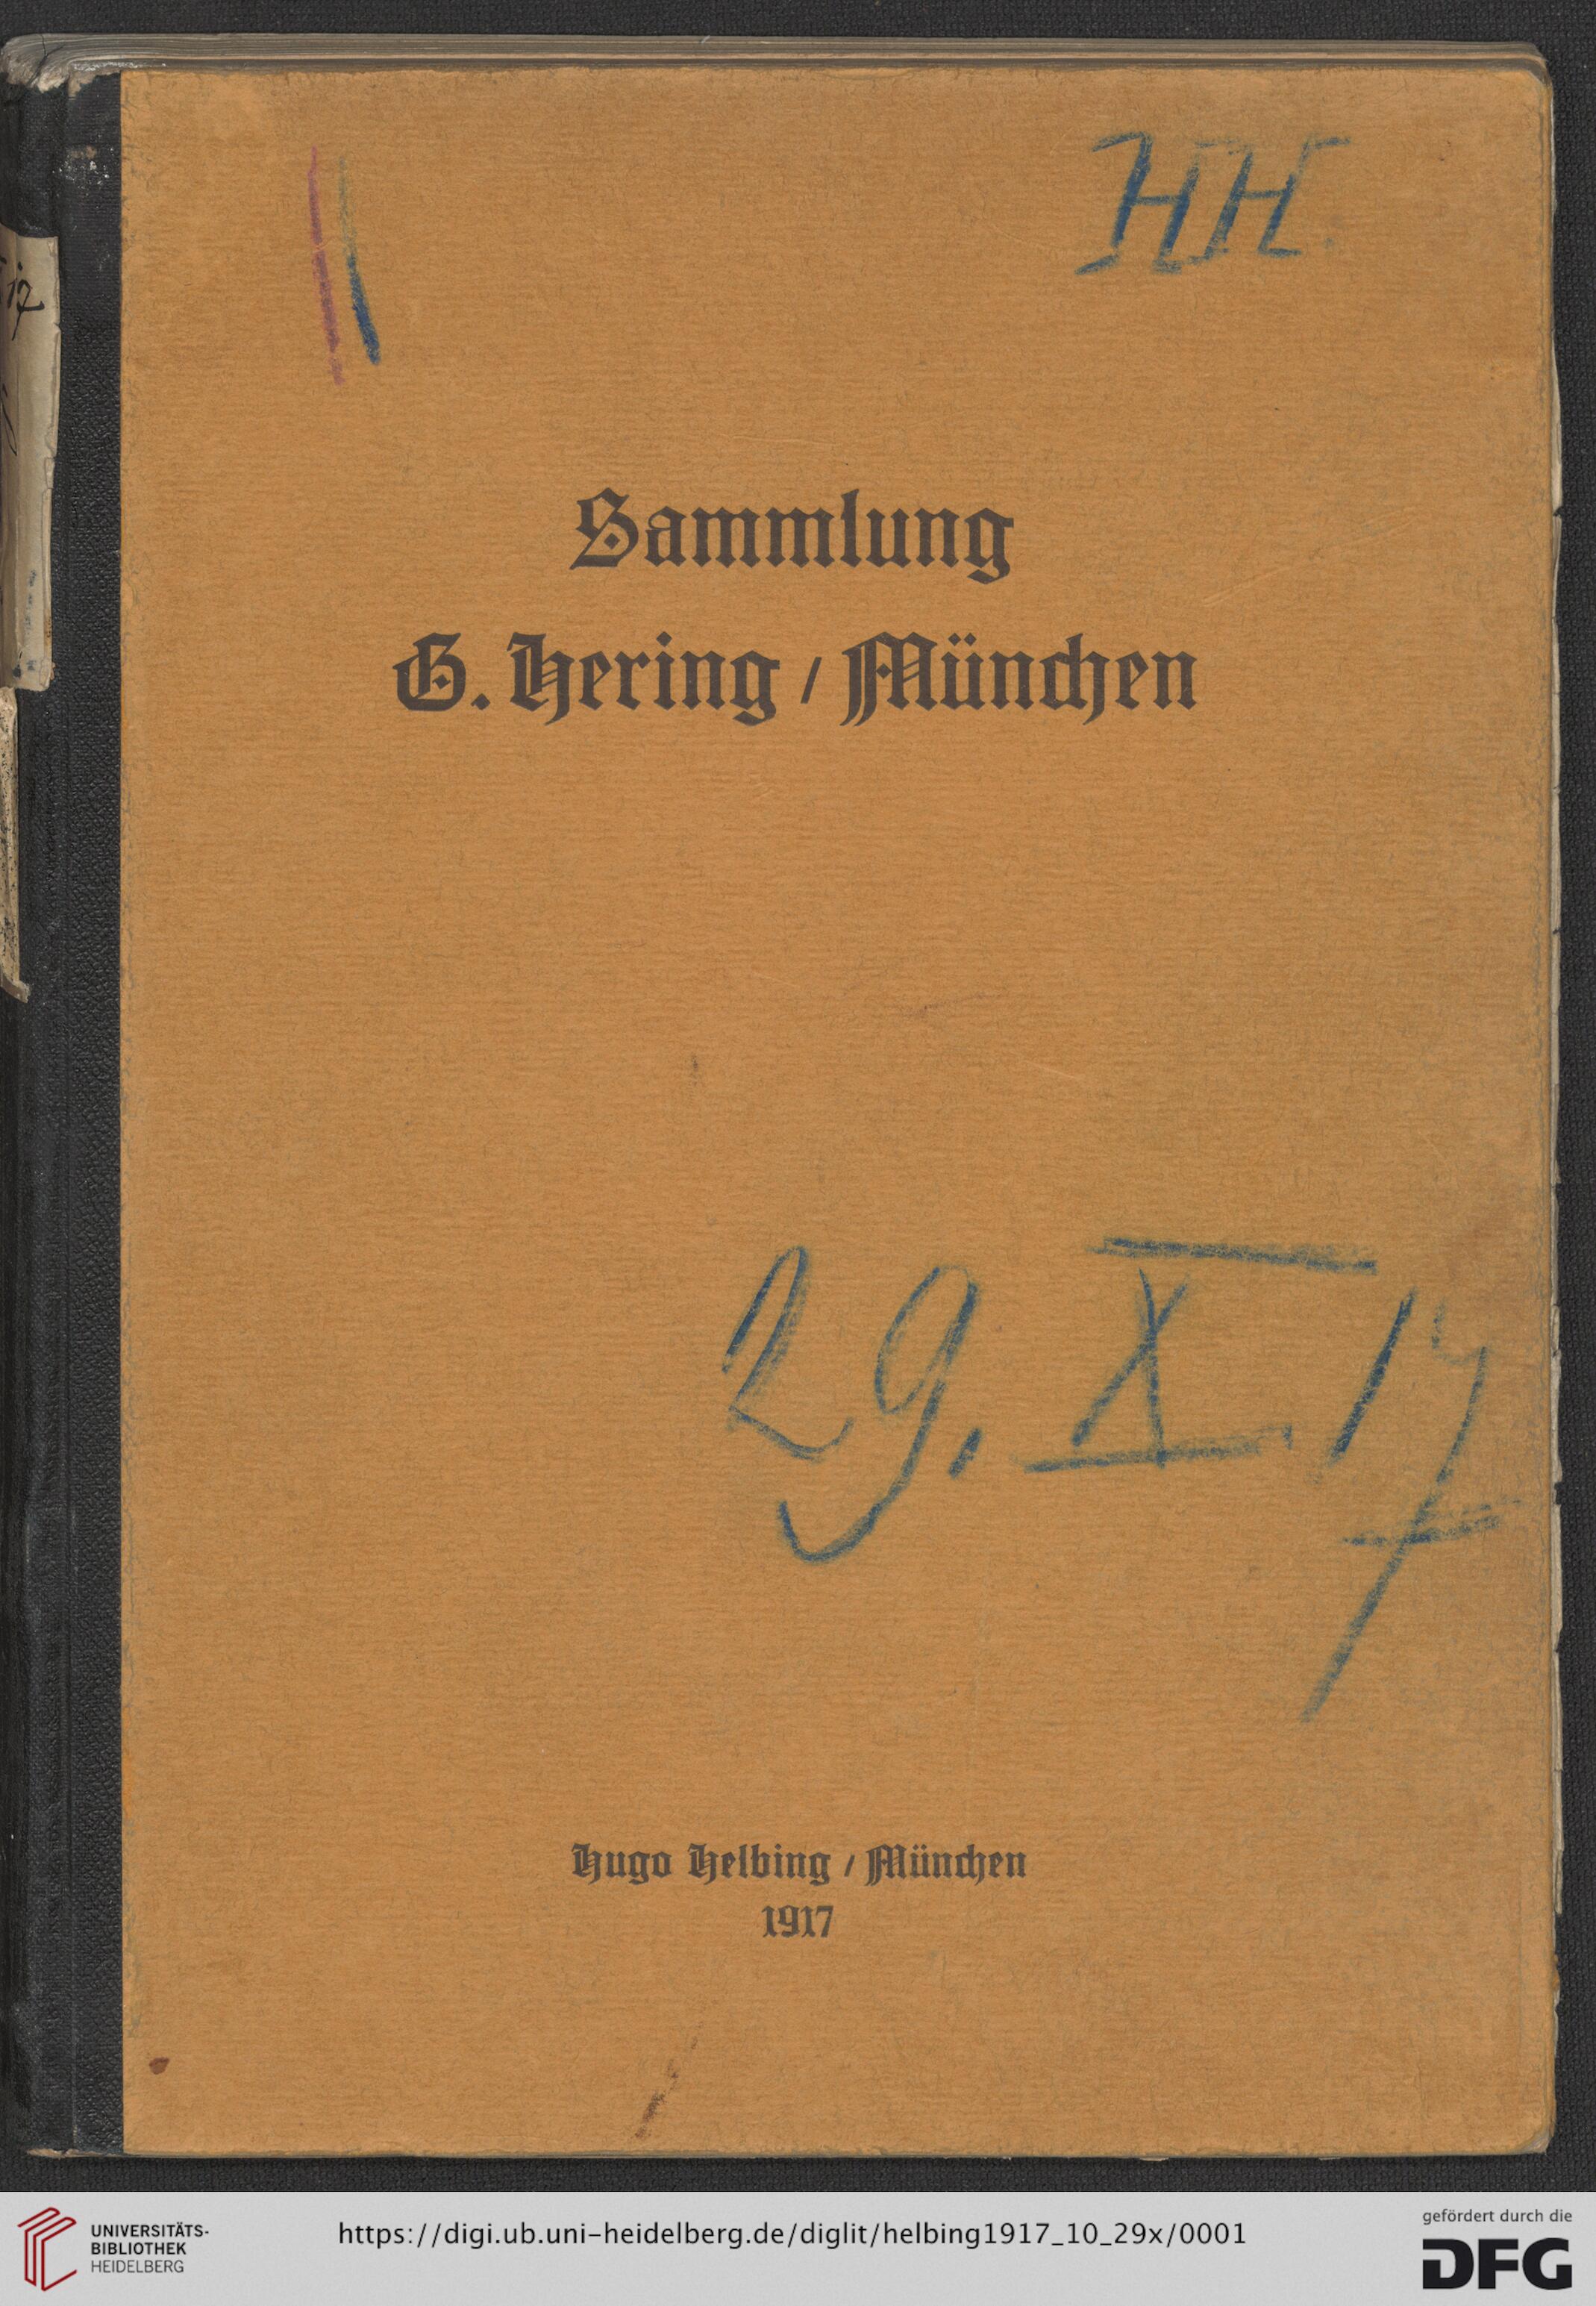 HH.
17
Sammlung
G. Hering / München
29. X. 17
Hugo Helbing / München
1917
UNIVERSITÄTS-
BIBLIOTHEK
HEIDELBERG
https://digi.ub.uni-heidelberg.de/diglit/helbing1917_10_29x/0001
gefördert durch die
DFG